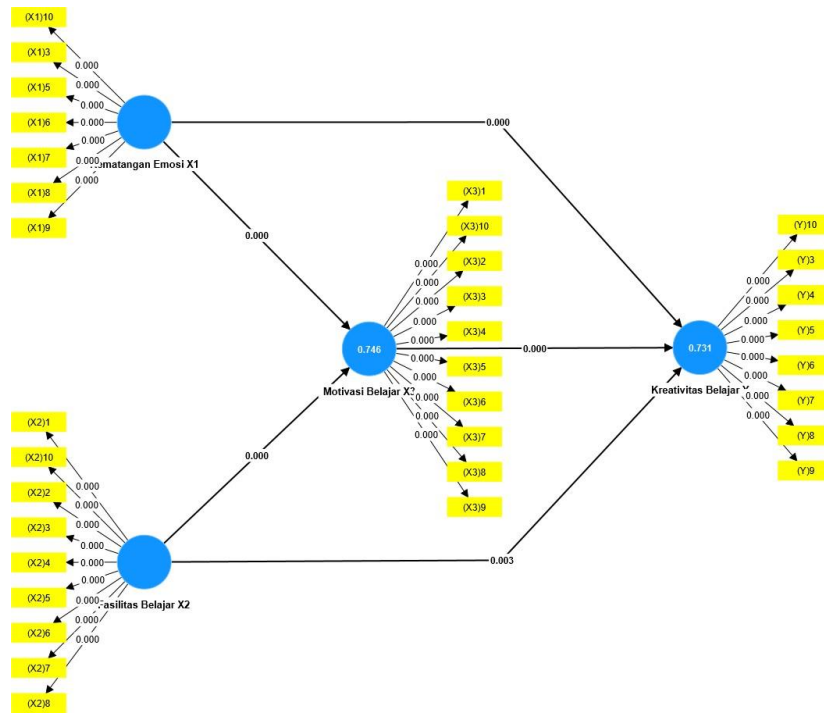 (X1)10
(X1)3
(X1)5
(X1)6
(X1)7
(X1)8
(X1)9
0.000
0.000
0.000
0.000
0.000
0.000
0.000
Emosi X1
0.000
0.000
(X3)1
(X3)10
(X3)2
(X3)3
(X3)4
(X3)5
(X3)6
(X3)7
(X3)8
(X3)9
0.000
0.000
0.000
0.000
0.000
0.000
0.000
0.000
0.000
0.000
0.746
Motivasi Belajar
0.000
(Y)10
(Y)3
(Y)4
(Y)5
(Y)6
(Y)7
(Y)8
(Y)9
0.000
0.000
0.000
0.000
0.000
0.000
0.000
0.000
0.731
Kreativitas Belajar
0.000
0.003
(X2)1
(X2)10
(X2)2
(X2)3
(X2)4
(X2)5
(X2)6
(X2)7
(X2)8
0.000
0.000
0.000
0.000
0.000
0.000
0.000
0.000
0.000
Belajar X2